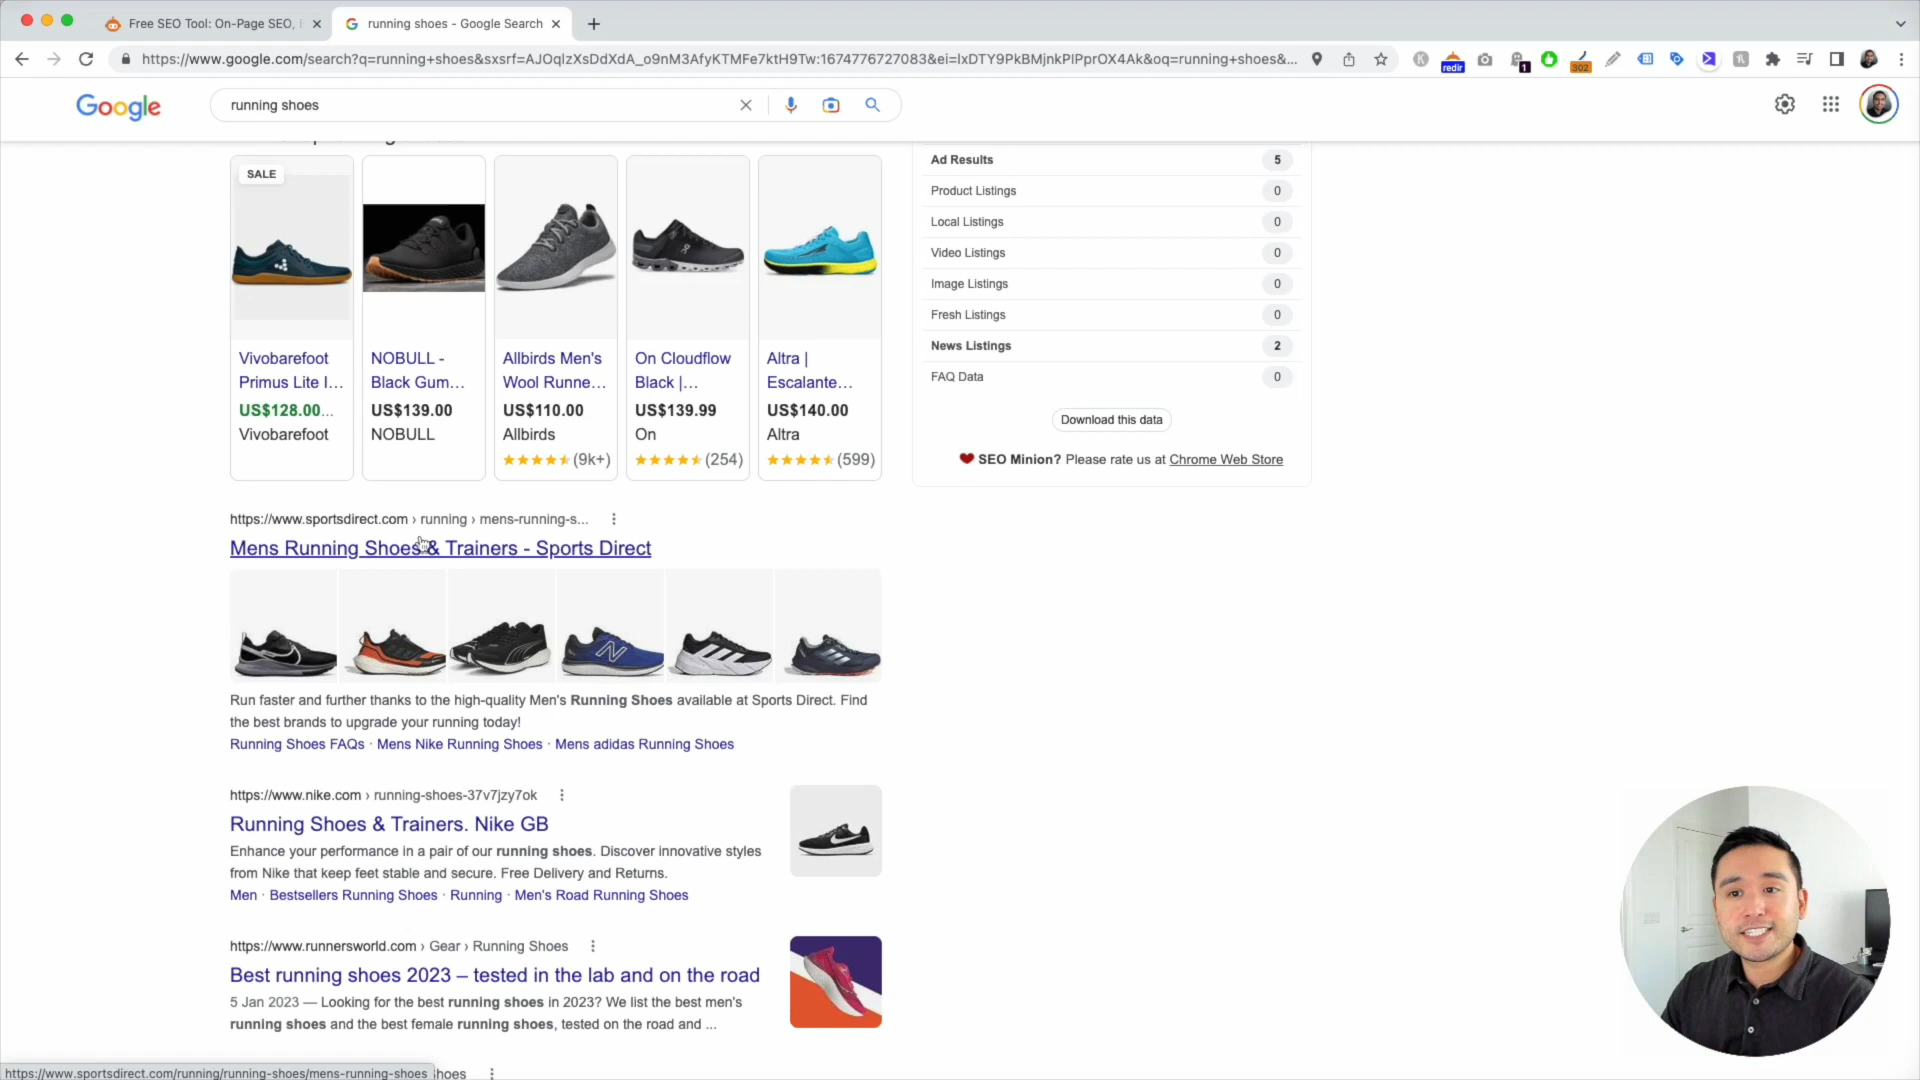 Free SEO Tool: On-Page SEO,
running shoes - Google Search
https://www.google.com/search?q=running+shoes&sxsrf=AJOqlzXsDdXdA_o9nM3AfyKTMFe7ktH9Tw:1674776727083&ei=IxDTY9PkBMjnkPIPprOX4Ak&oq=running+shoes&...
redir
1
302
Google
running shoes
SALE
Vivobarefoot
Primus Lite I...
US$128.00...
Vivobarefoot
NOBULL -
Black Gum...
US$139.00
NOBULL
Allbirds Men's
Wool Runne...
US$110.00
Allbirds
(9k+)
On Cloudflow
Black |...
US$139.99
On
(254)
Altra |
Escalante...
US$140.00
Altra
(599)
Ad Results 5
Product Listings 0
Local Listings 0
Video Listings 0
Image Listings 0
Fresh Listings 0
News Listings 2
FAQ Data 0
Download this data
SEO Minion? Please rate us at Chrome Web Store
https://www.sportsdirect.com › running › mens-running-s...
Mens Running Shoes & Trainers - Sports Direct
Run faster and further thanks to the high-quality Men's Running Shoes available at Sports Direct. Find
the best brands to upgrade your running today!
Running Shoes FAQs · Mens Nike Running Shoes · Mens adidas Running Shoes
https://www.nike.com › running-shoes-37v7jzy7ok
Running Shoes & Trainers. Nike GB
Enhance your performance in a pair of our running shoes. Discover innovative styles
from Nike that keep feet stable and secure. Free Delivery and Returns.
Men · Bestsellers Running Shoes · Running · Men's Road Running Shoes
https://www.runnersworld.com › Gear › Running Shoes
Best running shoes 2023 – tested in the lab and on the road
5 Jan 2023 — Looking for the best running shoes in 2023? We list the best men's
running shoes and the best female running shoes, tested on the road and ...
https://www.sportsdirect.com/running/running-shoes/mens-running-shoes